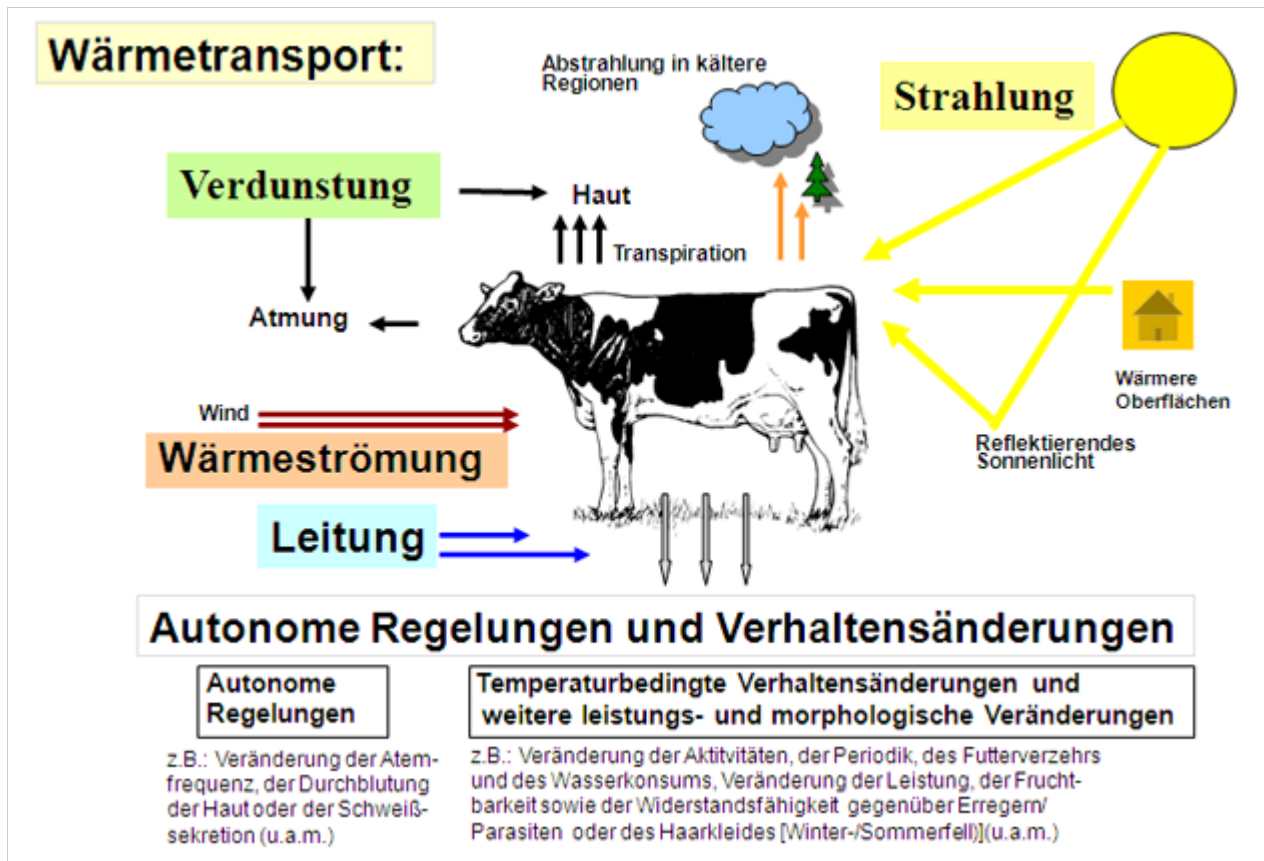 Wärmetransport:
Abstrahlung in kältere
Regionen
Strahlung
Verdunstung
Haut
Transpiration
Atmung
Wärmere
Oberflächen
Wind
Wärmeströmung
Reflektierendes
Sonnenlicht
Leitung
Autonome Regelungen und Verhaltensänderungen
Autonome
Regelungen
z.B.: Veränderung der Atem-
frequenz, der Durchblutung
der Haut oder der Schweiß-
sekretion (u.a.m.)
Temperaturbedingte Verhaltensänderungen und
weitere leistungs- und morphologische Veränderungen
z.B.: Veränderung der Aktitvitäten, der Periodik, des Futterverzehrs
und des Wasserkonsums, Veränderung der Leistung, der Frucht-
barkeit sowie der Widerstandsfähigkeit gegenüber Erregern/
Parasiten oder des Haarkleides [Winter-/Sommerfell)](u.a.m.)